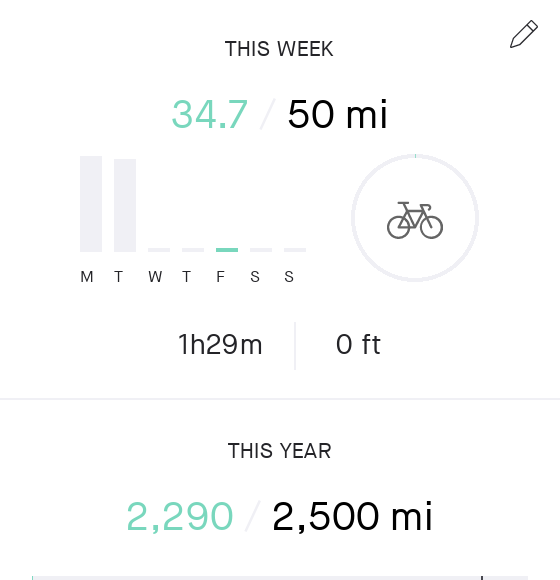 THIS WEEK
34.7 / 50 mi
M T W T F S S
1h29m 0 ft
THIS YEAR
2,290 / 2,500 mi